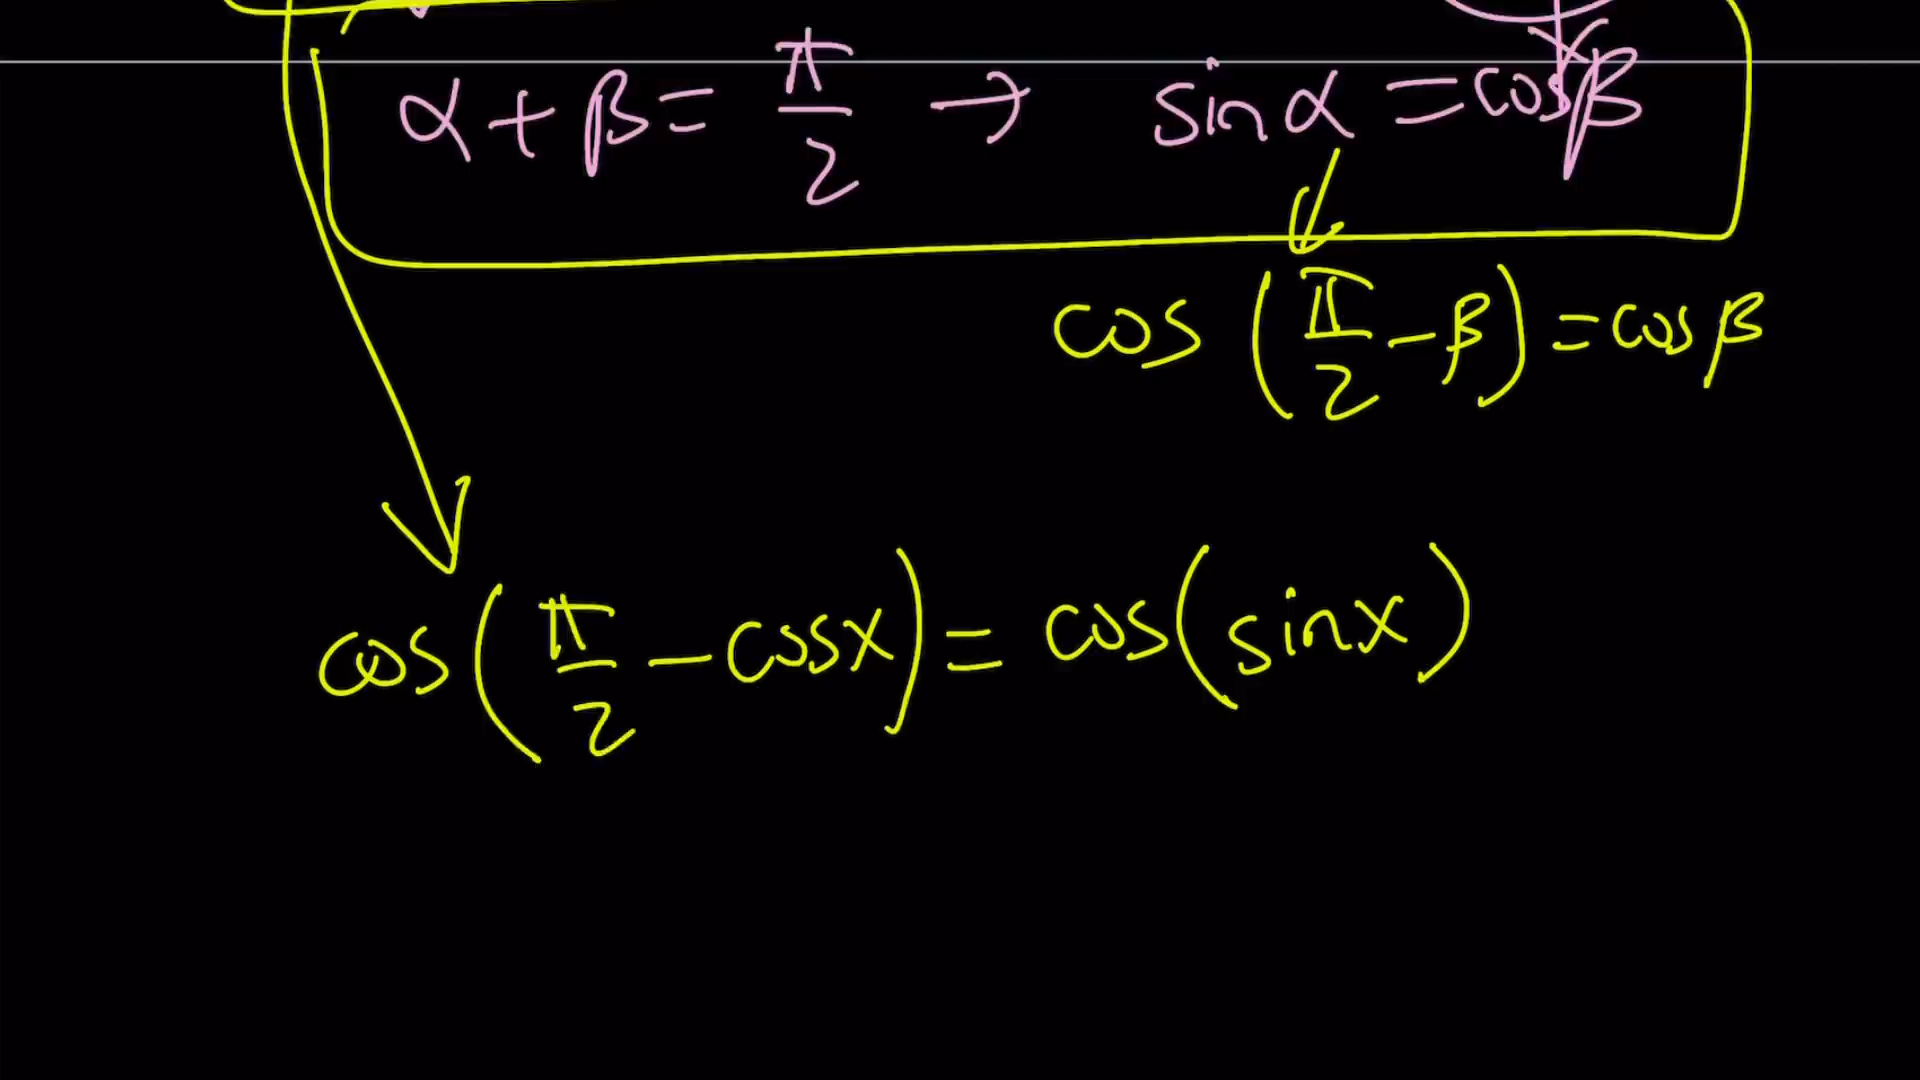 α + β = π/2 → sin α = cos β
cos (π/2 - β) = cos β
cos (π/2 - cos x) = cos (sin x)